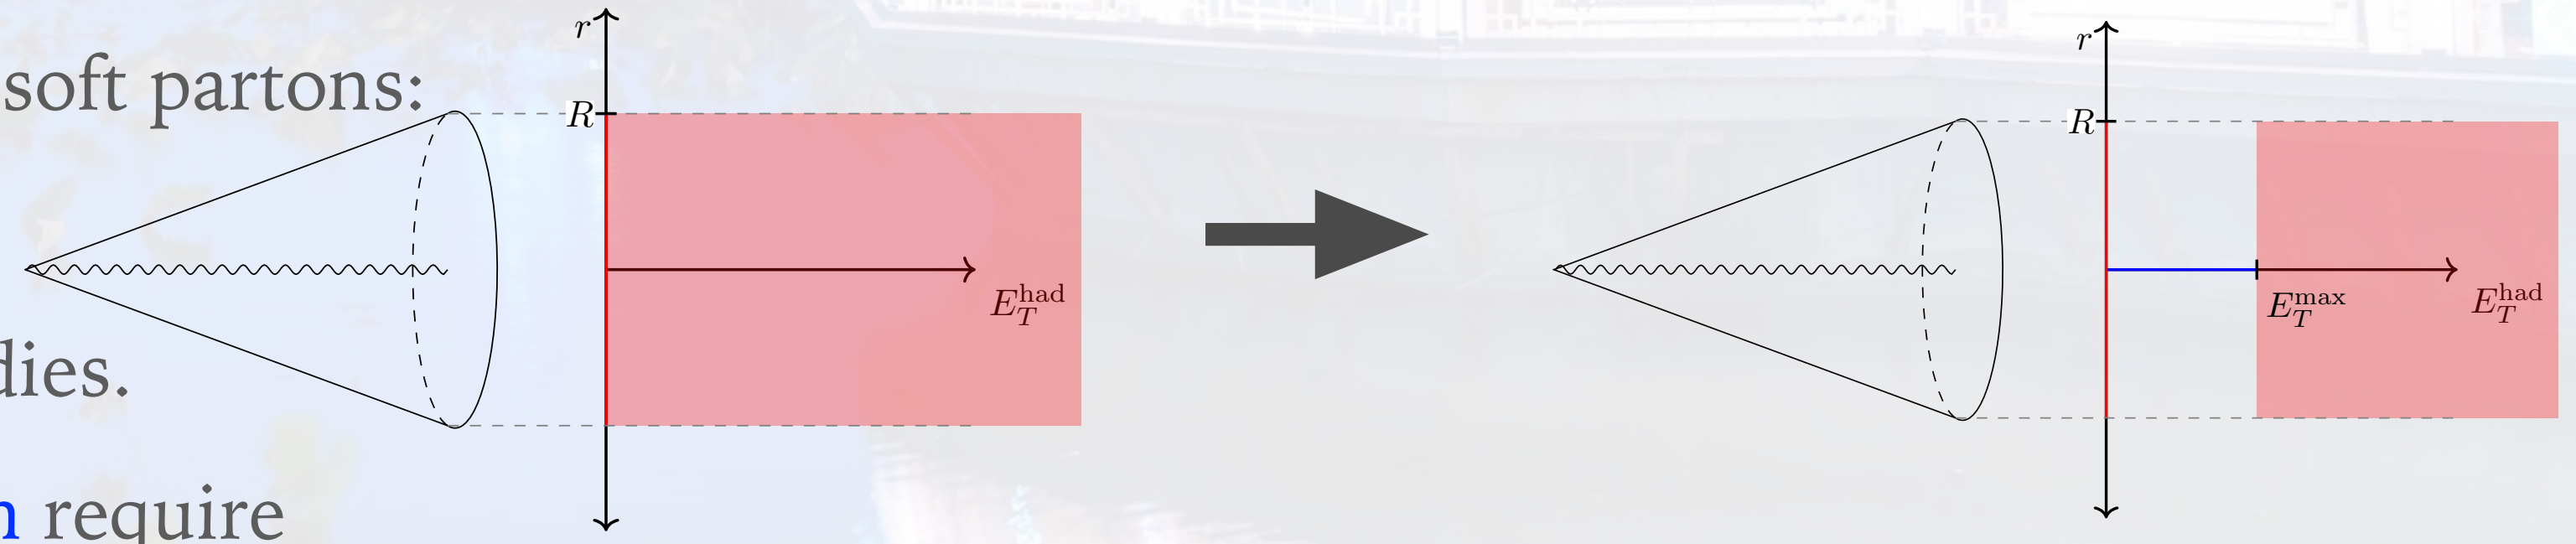 soft partons:
r
R
E_T^had
r
R
E_T^max
E_T^had
dies.
n require